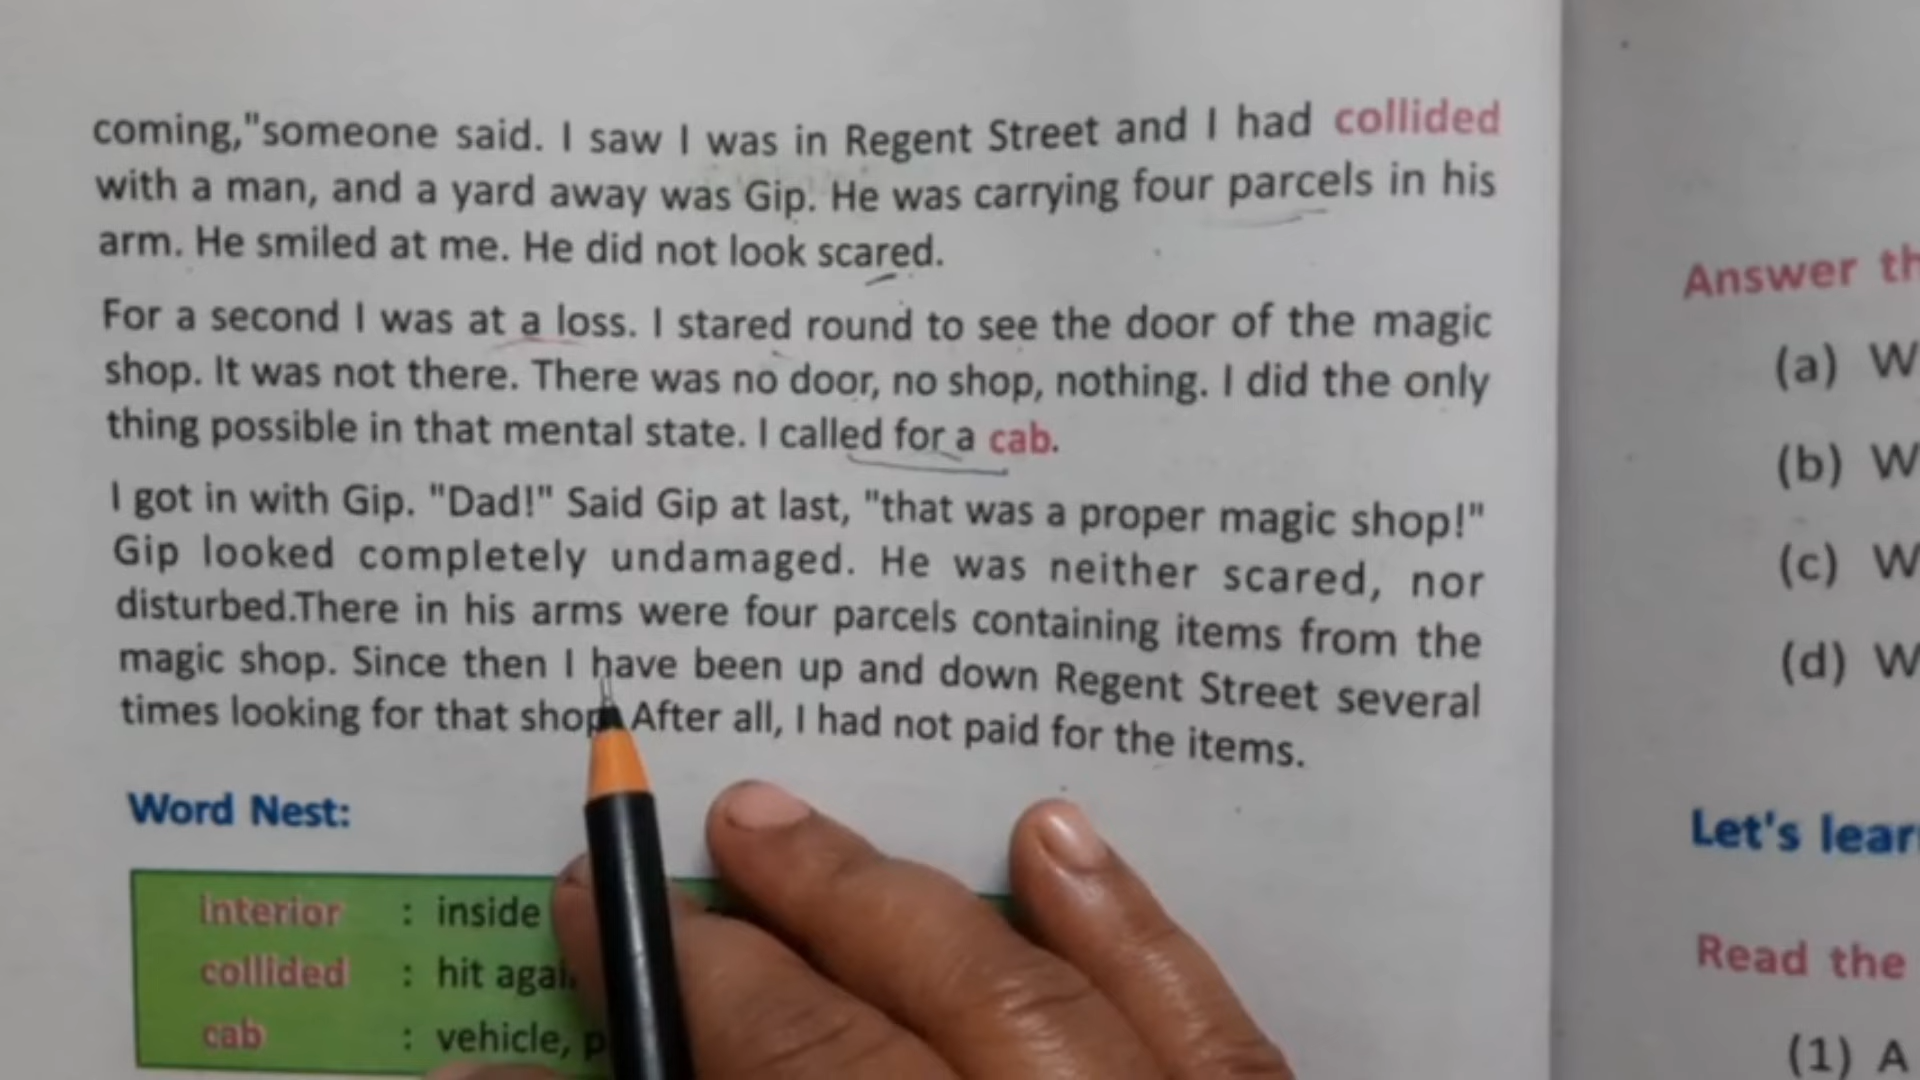 coming,"someone said. I saw I was in Regent Street and I had collided
with a man, and a yard away was Gip. He was carrying four parcels in his
arm. He smiled at me. He did not look scared.
For a second I was at a loss. I stared round to see the door of the magic
shop. It was not there. There was no door, no shop, nothing. I did the only
thing possible in that mental state. I called for a cab.
I got in with Gip. "Dad!" Said Gip at last, "that was a proper magic shop!"
Gip looked completely undamaged. He was neither scared, nor
disturbed.There in his arms were four parcels containing items from the
magic shop. Since then I have been up and down Regent Street several
times looking for that shop. After all, I had not paid for the items.
Word Nest:
interior : inside
collided : hit
cab : vehicle,
Answer
(a)
(b)
(c)
(d)
Let's
Read the
(1) A